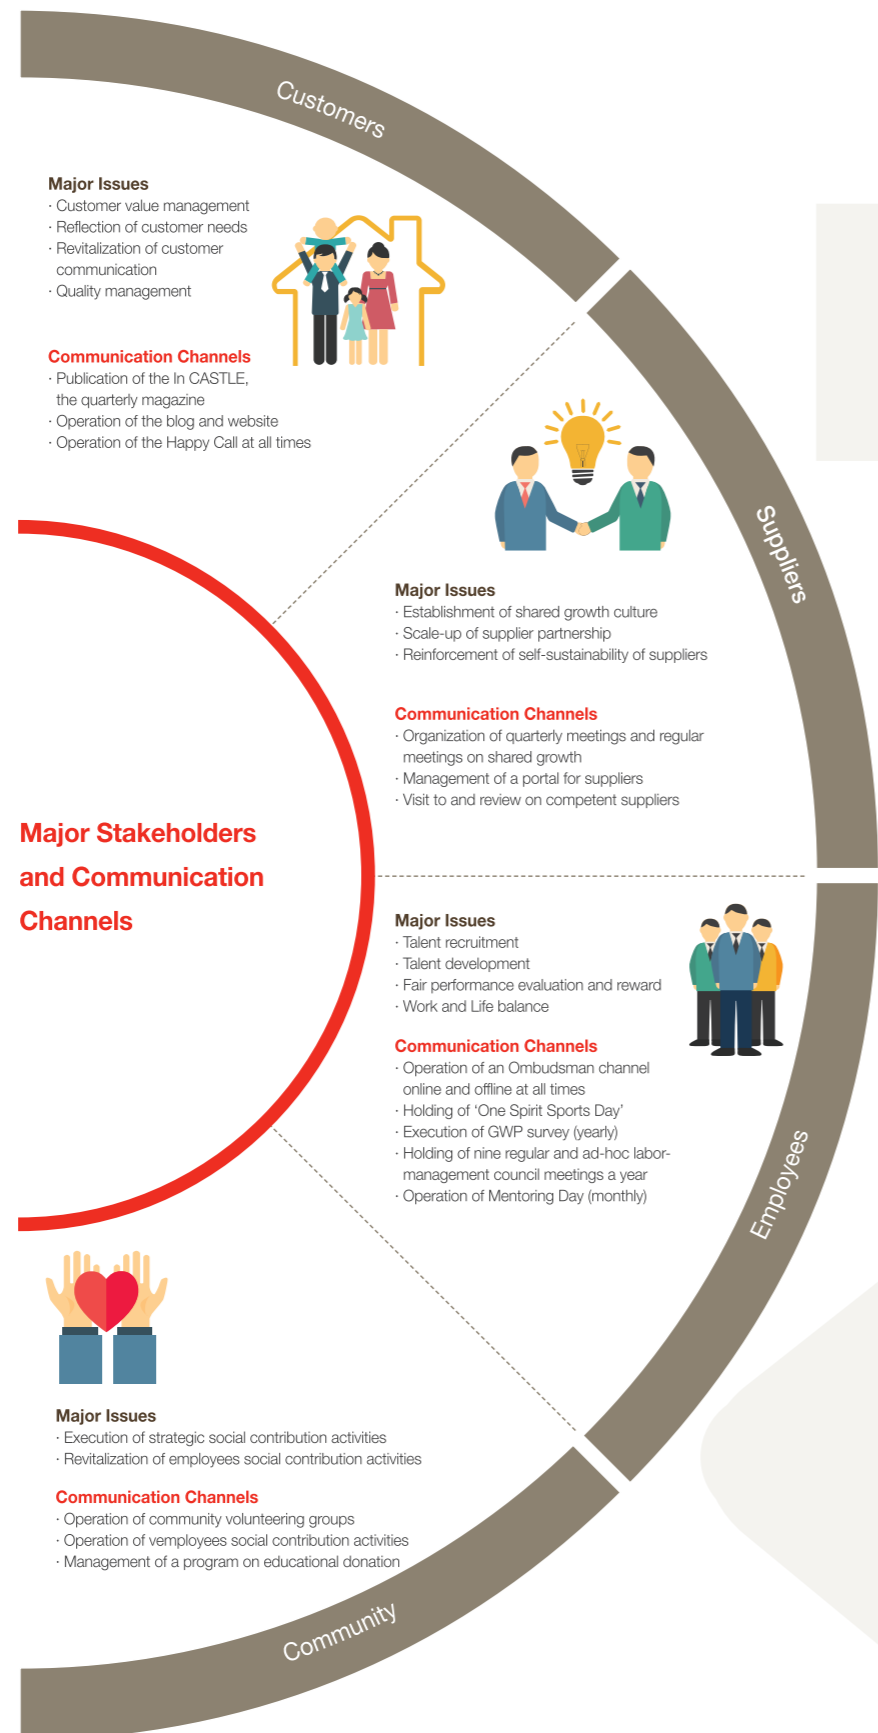 Customers
Major Issues
· Customer value management
· Reflection of customer needs
· Revitalization of customer
communication
· Quality management
Communication Channels
· Publication of the In CASTLE,
the quarterly magazine
· Operation of the blog and website
· Operation of the Happy Call at all times
Suppliers
Major Issues
· Establishment of shared growth culture
· Scale-up of supplier partnership
· Reinforcement of self-sustainability of suppliers
Communication Channels
· Organization of quarterly meetings and regular
meetings on shared growth
· Management of a portal for suppliers
· Visit to and review on competent suppliers
Major Stakeholders
and Communication
Channels
Major Issues
· Talent recruitment
· Talent development
· Fair performance evaluation and reward
· Work and Life balance
Communication Channels
· Operation of an Ombudsman channel
online and offline at all times
· Holding of ‘One Spirit Sports Day’
· Execution of GWP survey (yearly)
· Holding of nine regular and ad-hoc labor-
management council meetings a year
· Operation of Mentoring Day (monthly)
Employees
Major Issues
· Execution of strategic social contribution activities
· Revitalization of employees social contribution activities
Communication Channels
· Operation of community volunteering groups
· Operation of vemployees social contribution activities
· Management of a program on educational donation
Community